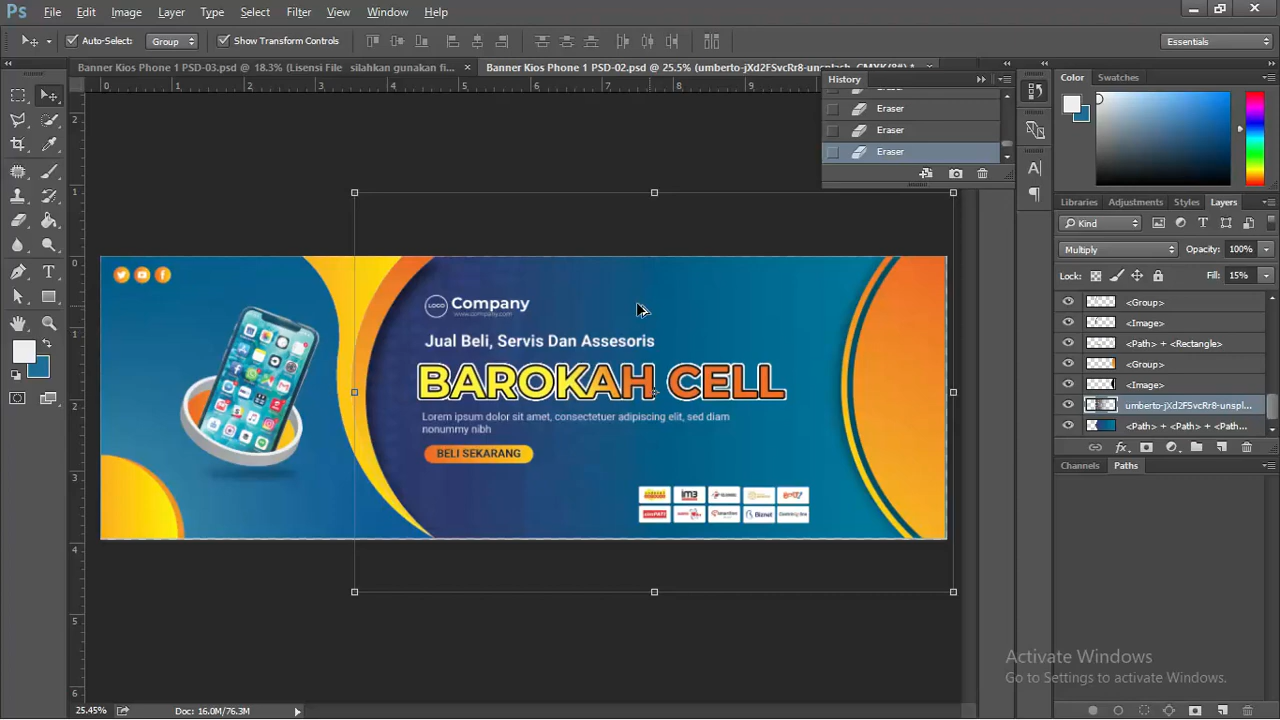 Ps File Edit Image Layer Type Select Filter View Window Help
Auto-Select: Group Show Transform Controls Essentials
Banner Kios Phone 1 PSD-03.psd @ 18.3% (Lisensi File silahkan gunakan fi... × Banner Kios Phone 1 PSD-02.psd @ 25.5% (umberto-jXd2FSvcRr8-unsplash, CMYK/8#) *
History
Eraser
Eraser
Eraser
Color Swatches
Libraries Adjustments Styles Layers
Kind
Multiply Opacity: 100%
Lock: Fill: 15%
<Group>
<Image>
<Path> + <Rectangle>
<Group>
<Image>
umberto-jXd2FSvcRr8-unspl...
<Path> + <Path> + <Path...
Channels Paths
LOGO Company
www.company.com
Jual Beli, Servis Dan Assesoris
BAROKAH CELL
Lorem ipsum dolor sit amet, consectetuer adipiscing elit, sed diam
nonummy nibh
BELI SEKARANG
im3
Biznet
Activate Windows
Go to Settings to activate Windows.
25.45% Doc: 16.0M/76.3M